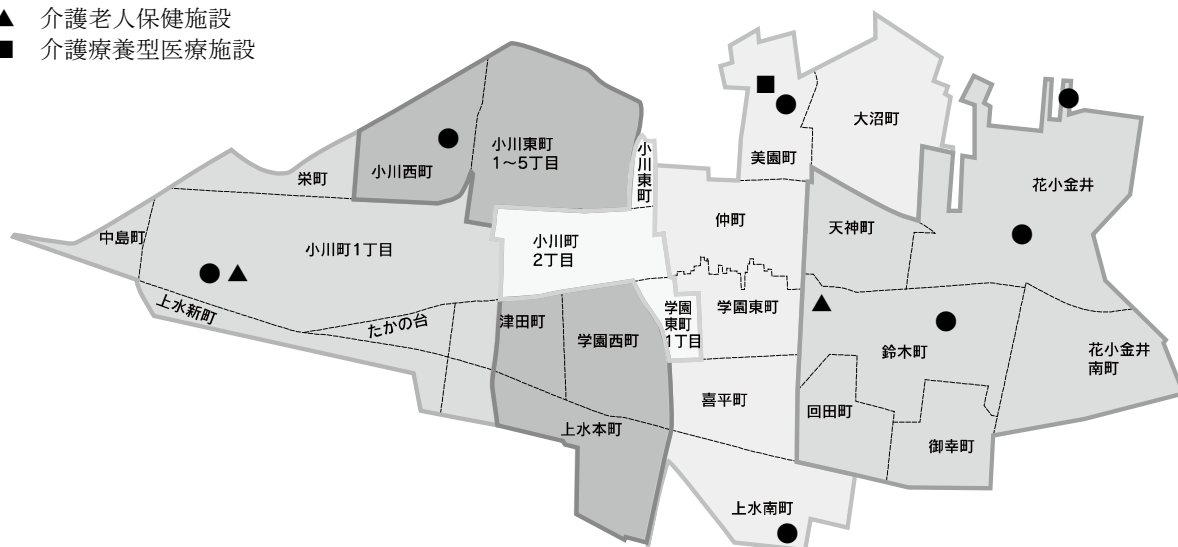 ▲ 介護老人保健施設
■ 介護療養型医療施設
大沼町
小川東町
1～5丁目
小川東町
美園町
小川西町
栄町
花小金井
仲町
天神町
中島町
小川町1丁目
小川町
2丁目
上水新町
たかの台
津田町
学園西町
学園
東町
1丁目
学園東町
鈴木町
花小金井
南町
喜平町
回田町
上水本町
御幸町
上水南町